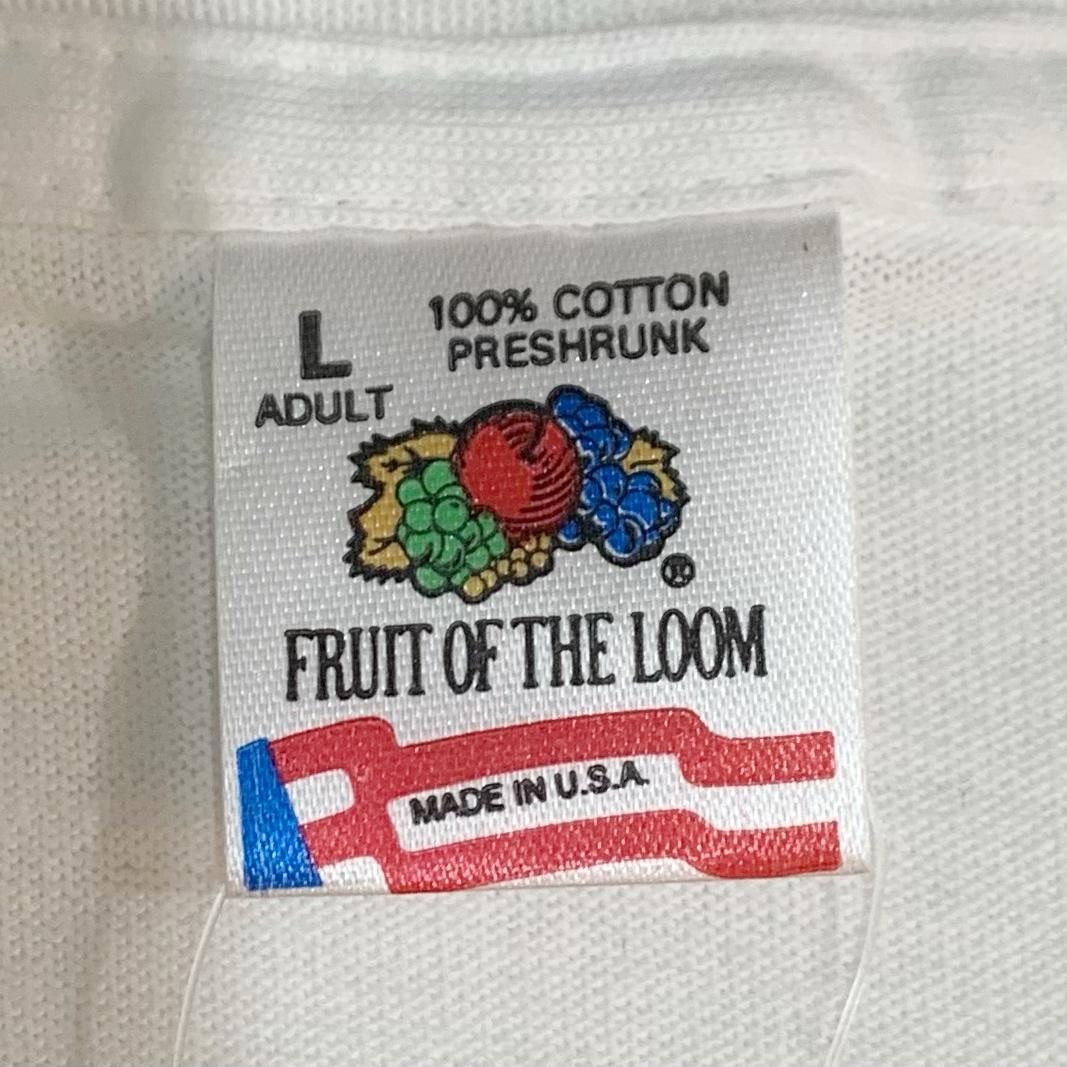 L
ADULT
100% COTTON
PRESHRUNK
®
FRUIT OF THE LOOM
MADE IN U.S.A.